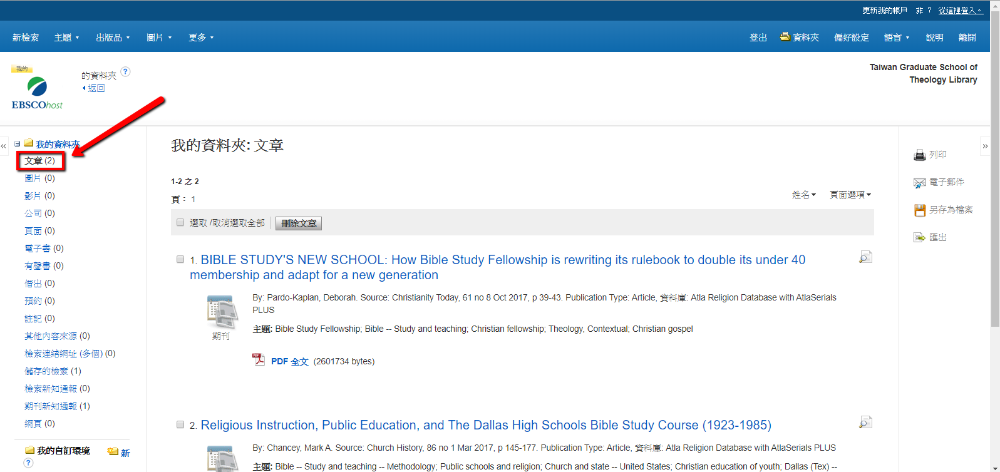 更新我的帳戶 非 ? 從這裡登入。
新檢索 主題 出版品 圖片 更多 登出 資料夾 偏好設定 語言 說明 離開
我的
EBSCOhost
的資料夾 ?
返回
Taiwan Graduate School of
Theology Library
« 我的資料夾
文章 (2)
圖片 (0)
影片 (0)
公司 (0)
頁面 (0)
電子書 (0)
有聲書 (0)
借出 (0)
預約 (0)
註記 (0)
其他內容來源 (0)
檢索連結網址 (多個) (0)
儲存的檢索 (1)
檢索新知通報 (0)
期刊新知通報 (1)
網頁 (0)
我的自訂環境 新
?
我的資料夾: 文章
1-2 之 2
頁： 1
姓名 頁面選項
選取 /取消選取全部 刪除文章
1. BIBLE STUDY'S NEW SCHOOL: How Bible Study Fellowship is rewriting its rulebook to double its under 40
membership and adapt for a new generation
By: Pardo-Kaplan, Deborah. Source: Christianity Today, 61 no 8 Oct 2017, p 39-43. Publication Type: Article, 資料庫: Atla Religion Database with AtlaSerials
PLUS
主題: Bible Study Fellowship; Bible -- Study and teaching; Christian fellowship; Theology, Contextual; Christian gospel
期刊
PDF 全文 (2601734 bytes)
2. Religious Instruction, Public Education, and The Dallas High Schools Bible Study Course (1923-1985)
By: Chancey, Mark A. Source: Church History, 86 no 1 Mar 2017, p 145-177. Publication Type: Article, 資料庫: Atla Religion Database with AtlaSerials PLUS
主題: Bible -- Study and teaching -- Methodology; Public schools and religion; Church and state -- United States; Christian education of youth; Dallas (Tex) --
»
列印
電子郵件
另存為檔案
匯出